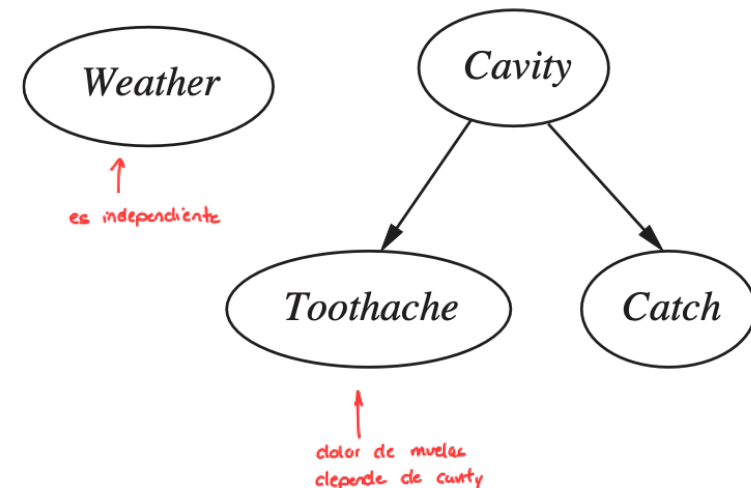 Weather
Cavity
es independiente
Toothache
Catch
dolor de muelas
depende de cavity